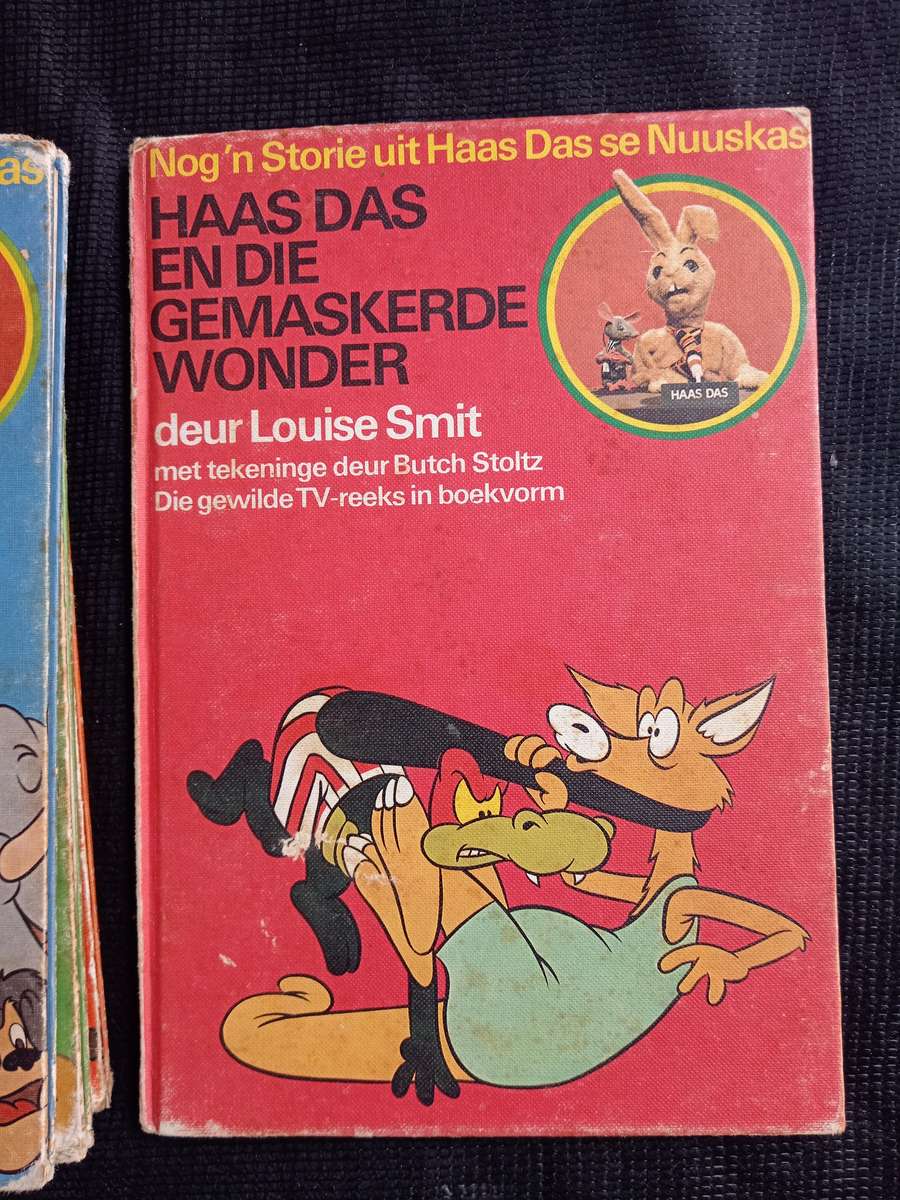 as
Nog 'n Storie uit Haas Das se Nuuskas
HAAS DAS
EN DIE
GEMASKERDE
WONDER
HAAS DAS
deur Louise Smit
met tekeninge deur Butch Stoltz
Die gewilde TV-reeks in boekvorm